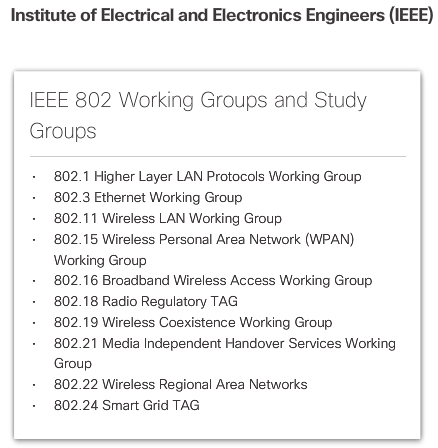 Institute of Electrical and Electronics Engineers (IEEE)
IEEE 802 Working Groups and Study
Groups
· 802.1 Higher Layer LAN Protocols Working Group
· 802.3 Ethernet Working Group
· 802.11 Wireless LAN Working Group
· 802.15 Wireless Personal Area Network (WPAN)
Working Group
· 802.16 Broadband Wireless Access Working Group
· 802.18 Radio Regulatory TAG
· 802.19 Wireless Coexistence Working Group
· 802.21 Media Independent Handover Services Working
Group
· 802.22 Wireless Regional Area Networks
· 802.24 Smart Grid TAG